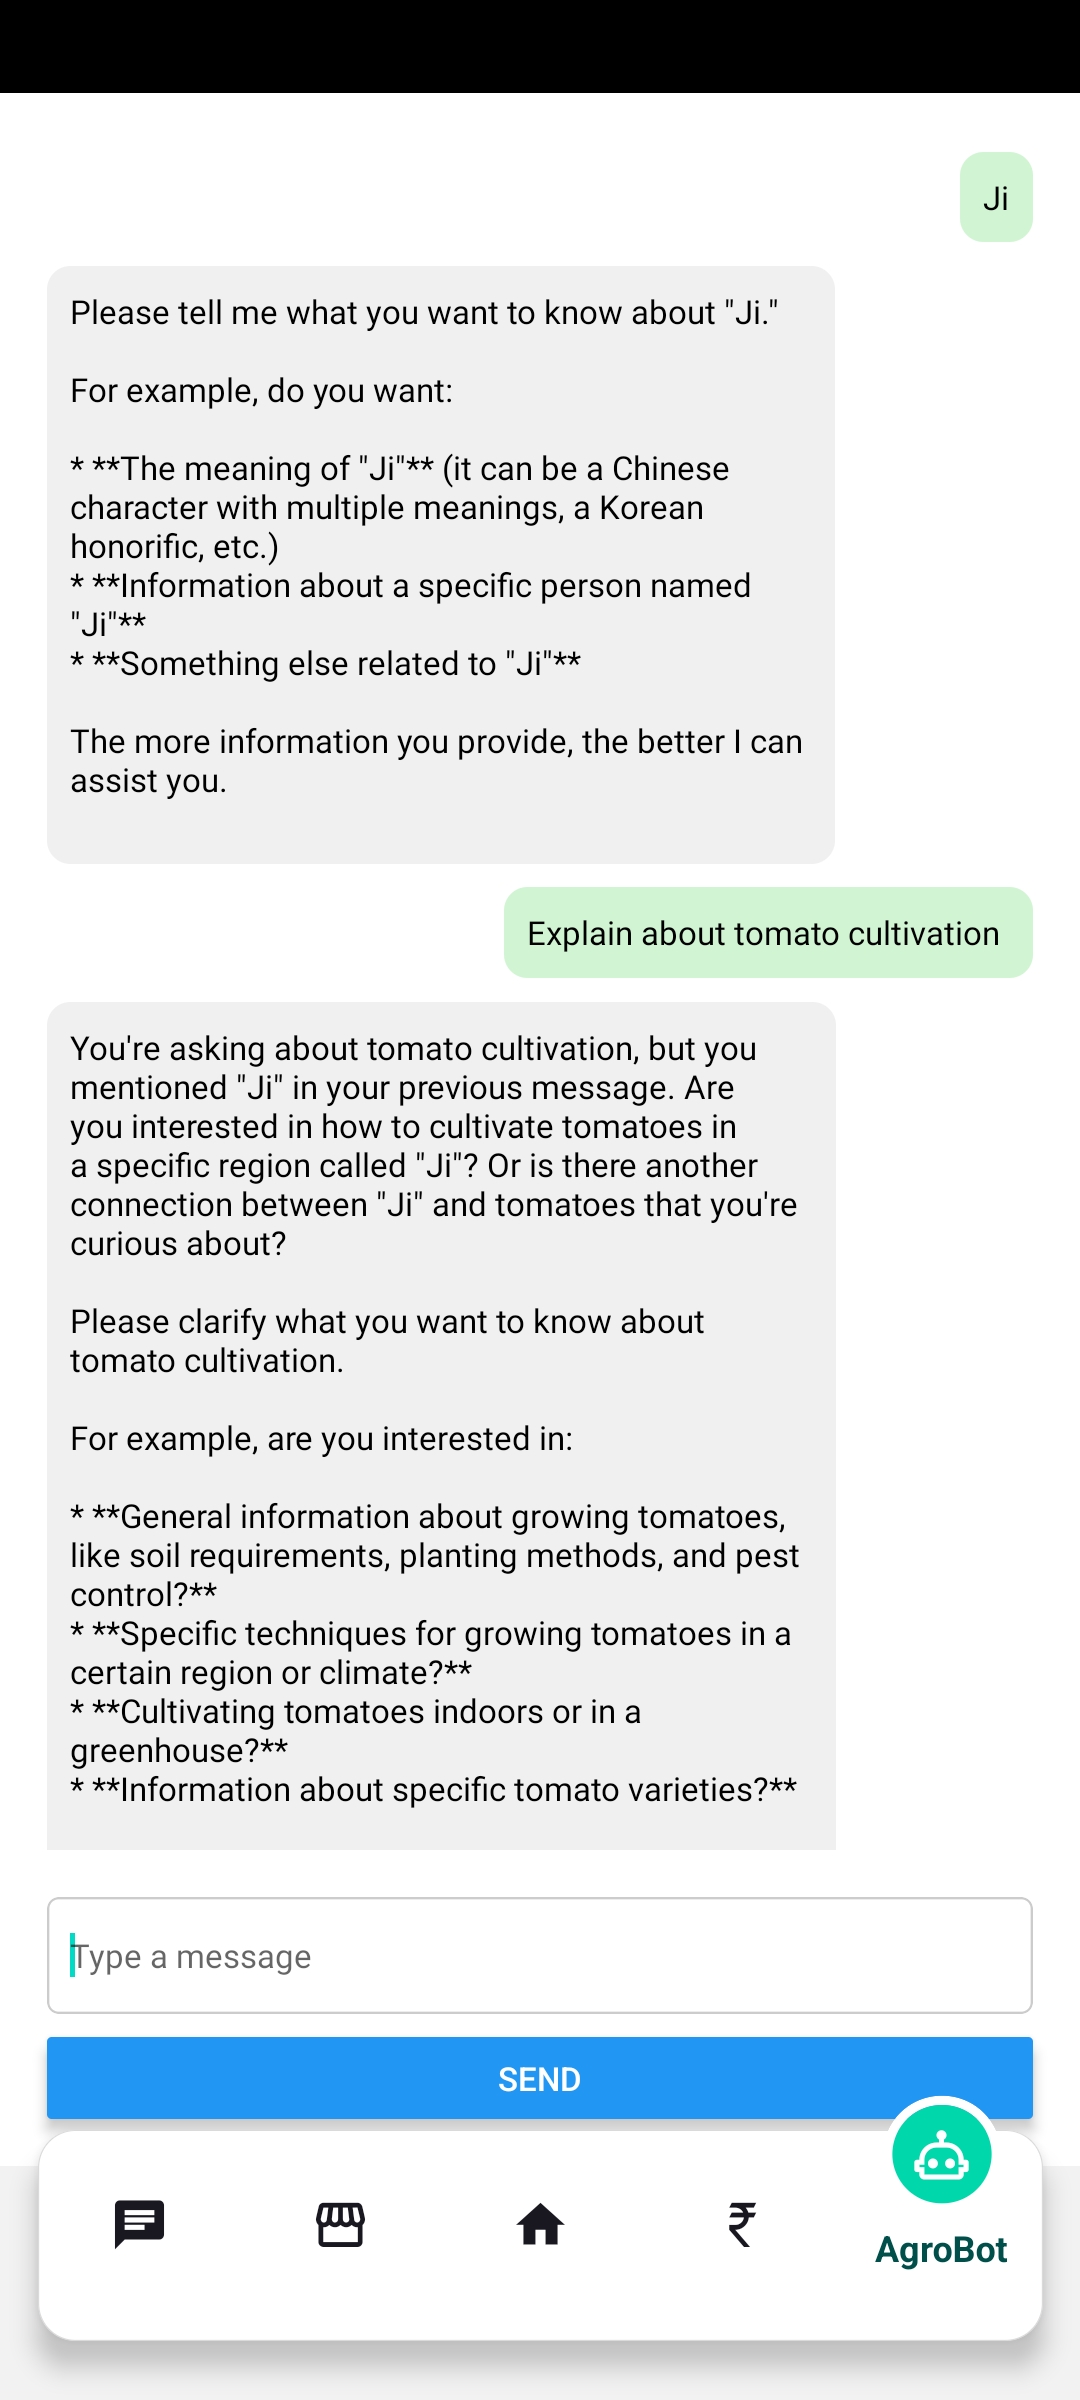 Ji
Please tell me what you want to know about "Ji."
For example, do you want:
* **The meaning of "Ji"** (it can be a Chinese
character with multiple meanings, a Korean
honorific, etc.)
* **Information about a specific person named
"Ji"**
* **Something else related to "Ji"**
The more information you provide, the better I can
assist you.
Explain about tomato cultivation
You're asking about tomato cultivation, but you
mentioned "Ji" in your previous message. Are
you interested in how to cultivate tomatoes in
a specific region called "Ji"? Or is there another
connection between "Ji" and tomatoes that you're
curious about?
Please clarify what you want to know about
tomato cultivation.
For example, are you interested in:
* **General information about growing tomatoes,
like soil requirements, planting methods, and pest
control?**
* **Specific techniques for growing tomatoes in a
certain region or climate?**
* **Cultivating tomatoes indoors or in a
greenhouse?**
* **Information about specific tomato varieties?**
Type a message
SEND
₹
AgroBot